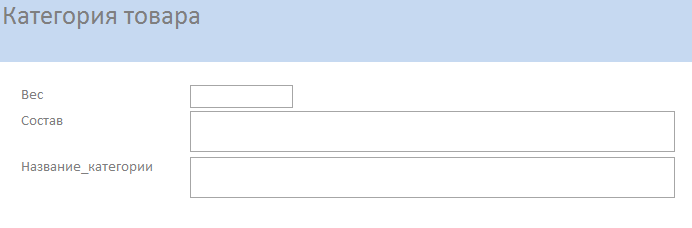 Категория товара
Вес
Состав
Название_категории